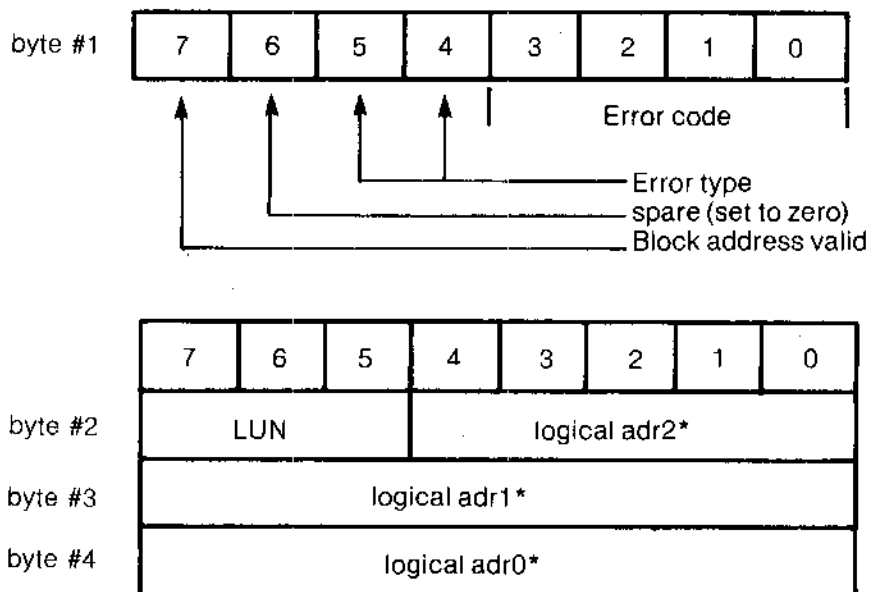 byte #1 7 6 5 4 3 2 1 0
Error code
Error type
spare (set to zero)
Block address valid
7 6 5 4 3 2 1 0
byte #2 LUN logical adr2*
byte #3 logical adr1*
byte #4 logical adr0*